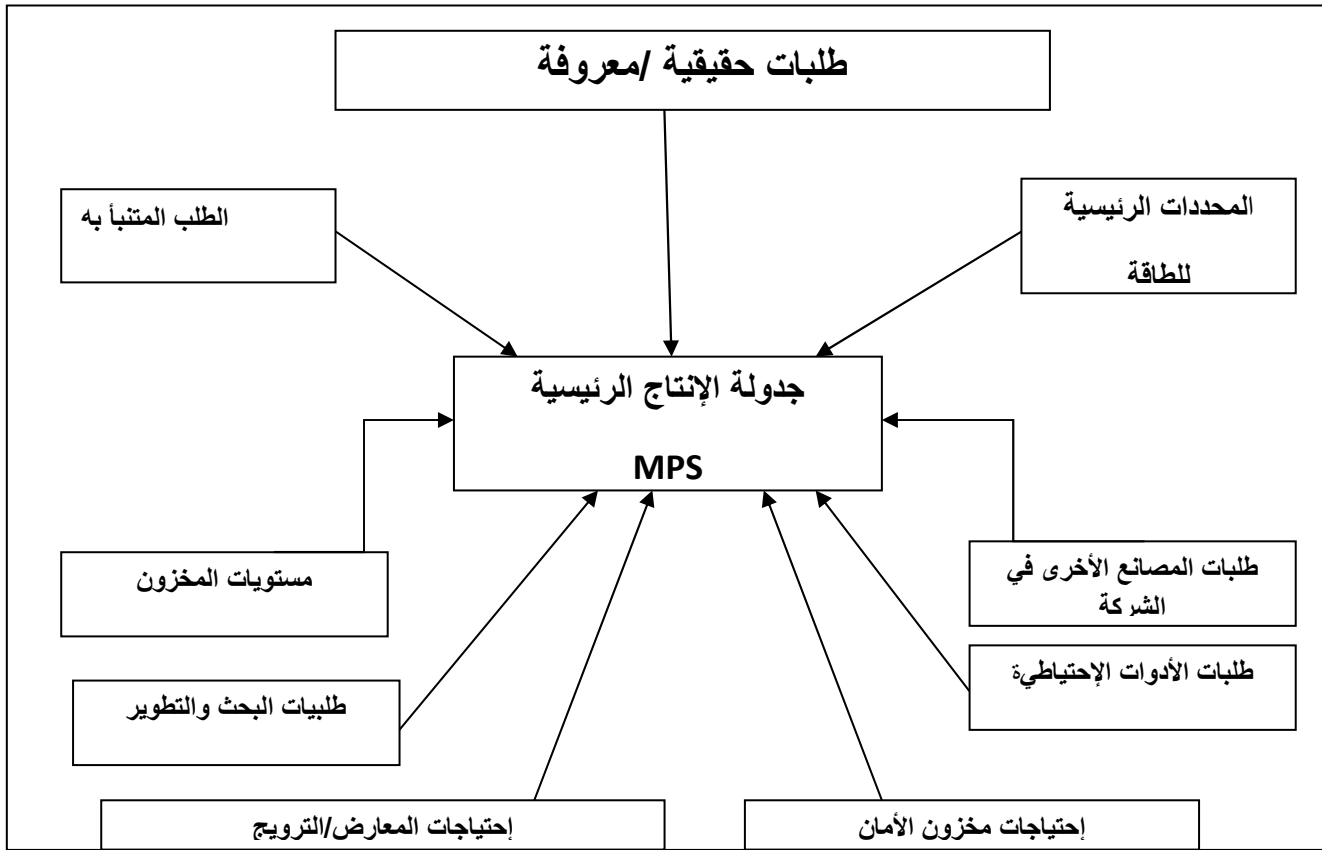 طلبات حقيقية /معروفة
المحددات الرئيسية
للطاقة
الطلب المتنبأ به
جدولة الإنتاج الرئيسية
MPS
طلبات المصانع الأخرى في
الشركة
مستويات المخزون
طلبات الأدوات الإحتياطية
طلبيات البحث والتطوير
إحتياجات مخزون الأمان
إحتياجات المعارض/الترويج